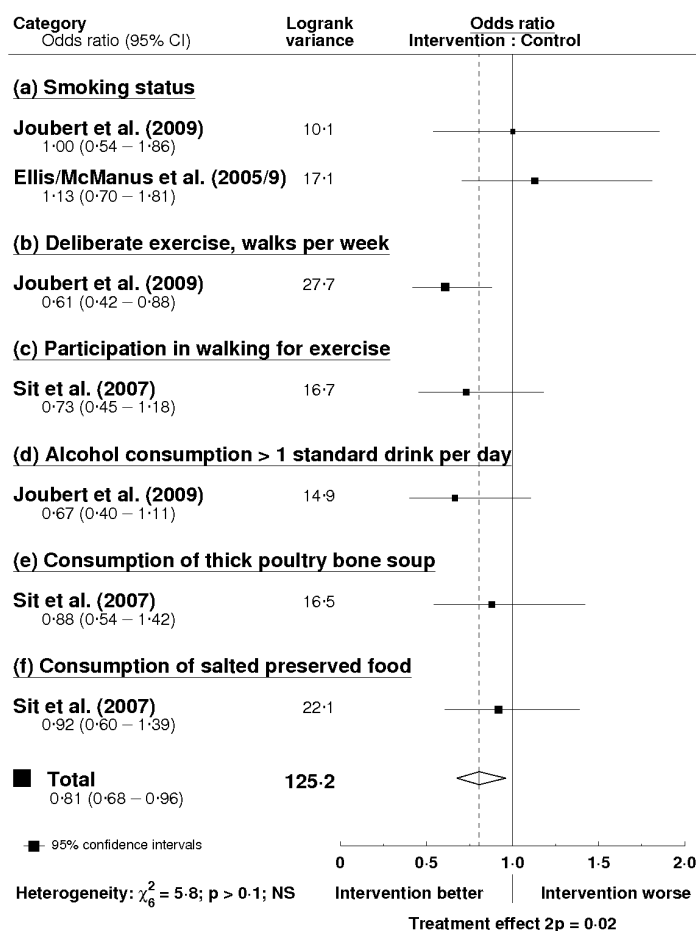 Category Logrank Odds ratio
Odds ratio (95% CI) variance Intervention : Control
(a) Smoking status
Joubert et al. (2009) 10·1
1·00 (0·54 – 1·86)
Ellis/McManus et al. (2005/9) 17·1
1·13 (0·70 – 1·81)
(b) Deliberate exercise, walks per week
Joubert et al. (2009) 27·7
0·61 (0·42 – 0·88)
(c) Participation in walking for exercise
Sit et al. (2007) 16·7
0·73 (0·45 – 1·18)
(d) Alcohol consumption > 1 standard drink per day
Joubert et al. (2009) 14·9
0·67 (0·40 – 1·11)
(e) Consumption of thick poultry bone soup
Sit et al. (2007) 16·5
0·88 (0·54 – 1·42)
(f) Consumption of salted preserved food
Sit et al. (2007) 22·1
0·92 (0·60 – 1·39)
Total 125·2
0·81 (0·68 – 0·96)
95% confidence intervals
0 0·5 1·0 1·5 2·0
Heterogeneity: χ²₆ = 5·8; p > 0·1; NS Intervention better Intervention worse
Treatment effect 2p = 0·02